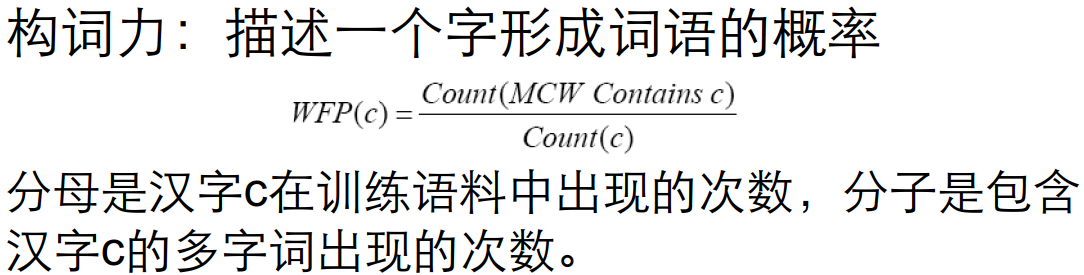 构词力：描述一个字形成词语的概率
WFP(c) = Count(MCW Contains c) / Count(c)
分母是汉字c在训练语料中出现的次数，分子是包含
汉字c的多字词出现的次数。